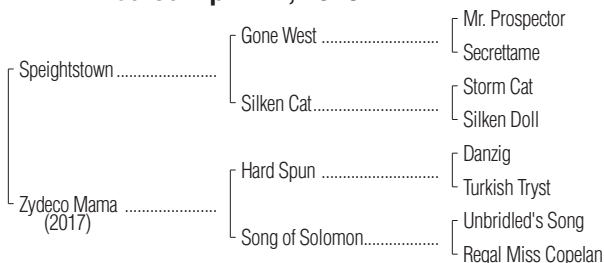 Gone West
Mr. Prospector
Secrettame
Speightstown
Silken Cat
Storm Cat
Silken Doll
Zydeco Mama
(2017)
Hard Spun
Danzig
Turkish Tryst
Song of Solomon
Unbridled's Song
Regal Miss Copelan